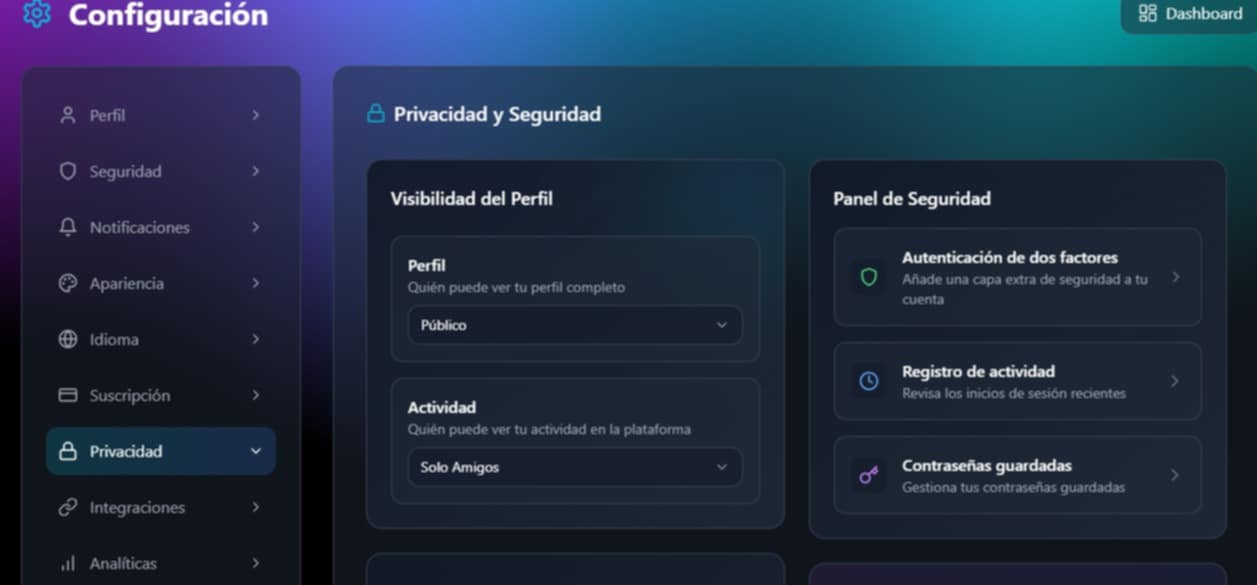 Configuración
Dashboard
Perfil
Seguridad
Notificaciones
Apariencia
Idioma
Suscripción
Privacidad
Integraciones
Analíticas
Privacidad y Seguridad
Visibilidad del Perfil
Perfil
Quién puede ver tu perfil completo
Público
Actividad
Quién puede ver tu actividad en la plataforma
Solo Amigos
Panel de Seguridad
Autenticación de dos factores
Añade una capa extra de seguridad a tu
cuenta
Registro de actividad
Revisa los inicios de sesión recientes
Contraseñas guardadas
Gestiona tus contraseñas guardadas